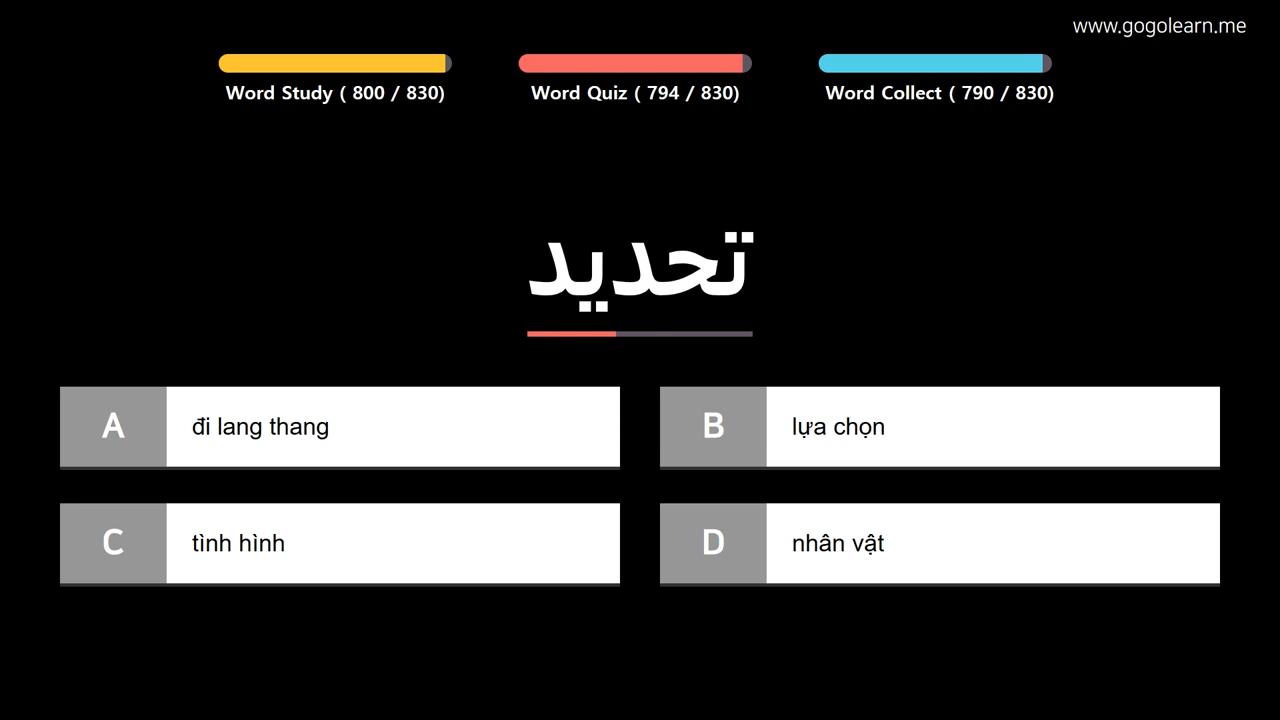 www.gogolearn.me
Word Study ( 800 / 830)
Word Quiz ( 794 / 830)
Word Collect ( 790 / 830)
تحديد
A đi lang thang
B lựa chọn
C tình hình
D nhân vật